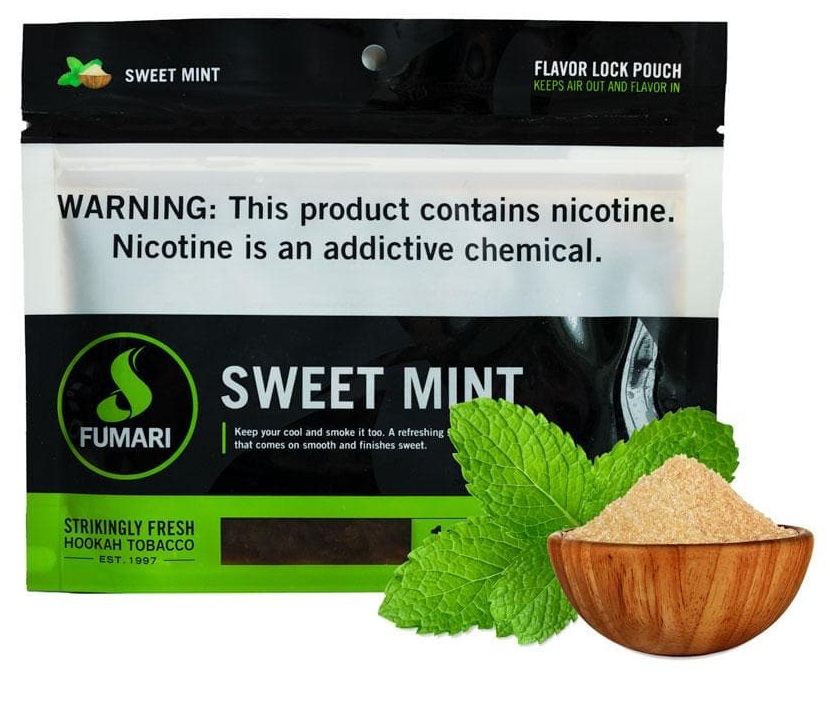 SWEET MINT
FLAVOR LOCK POUCH
KEEPS AIR OUT AND FLAVOR IN
WARNING: This product contains nicotine.
Nicotine is an addictive chemical.
FUMARI
SWEET MINT
Keep your cool and smoke it too. A refreshing
that comes on smooth and finishes sweet.
STRIKINGLY FRESH
HOOKAH TOBACCO
EST. 1997